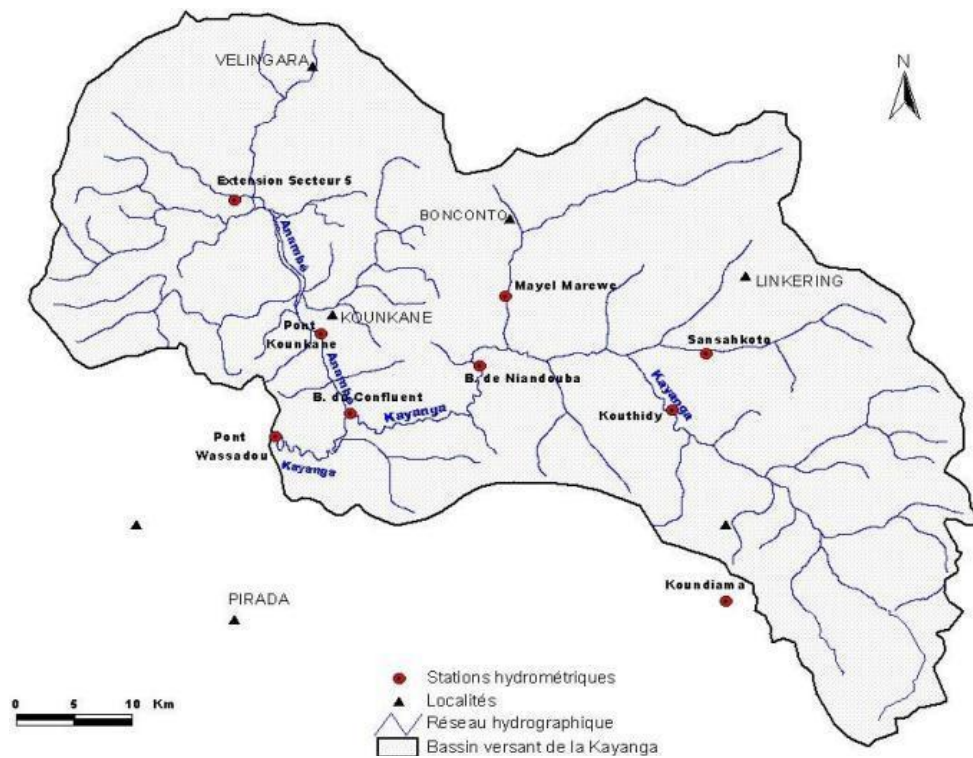 VELINGARA
N
Extension Secteur 5
BONCONTO
Anambé
Mayel Marewe
LINKERING
KOUNKANE
Pont
Kounkane
Sansahkoto
Anambé
B. de Niandouba
Kayanga
B. du Confluent
Kayanga
Kouthidy
Pont
Wassadou
Kayanga
Koundiama
PIRADA
Stations hydrométriques
Localités
0 5 10 Km
Réseau hydrographique
Bassin versant de la Kayanga